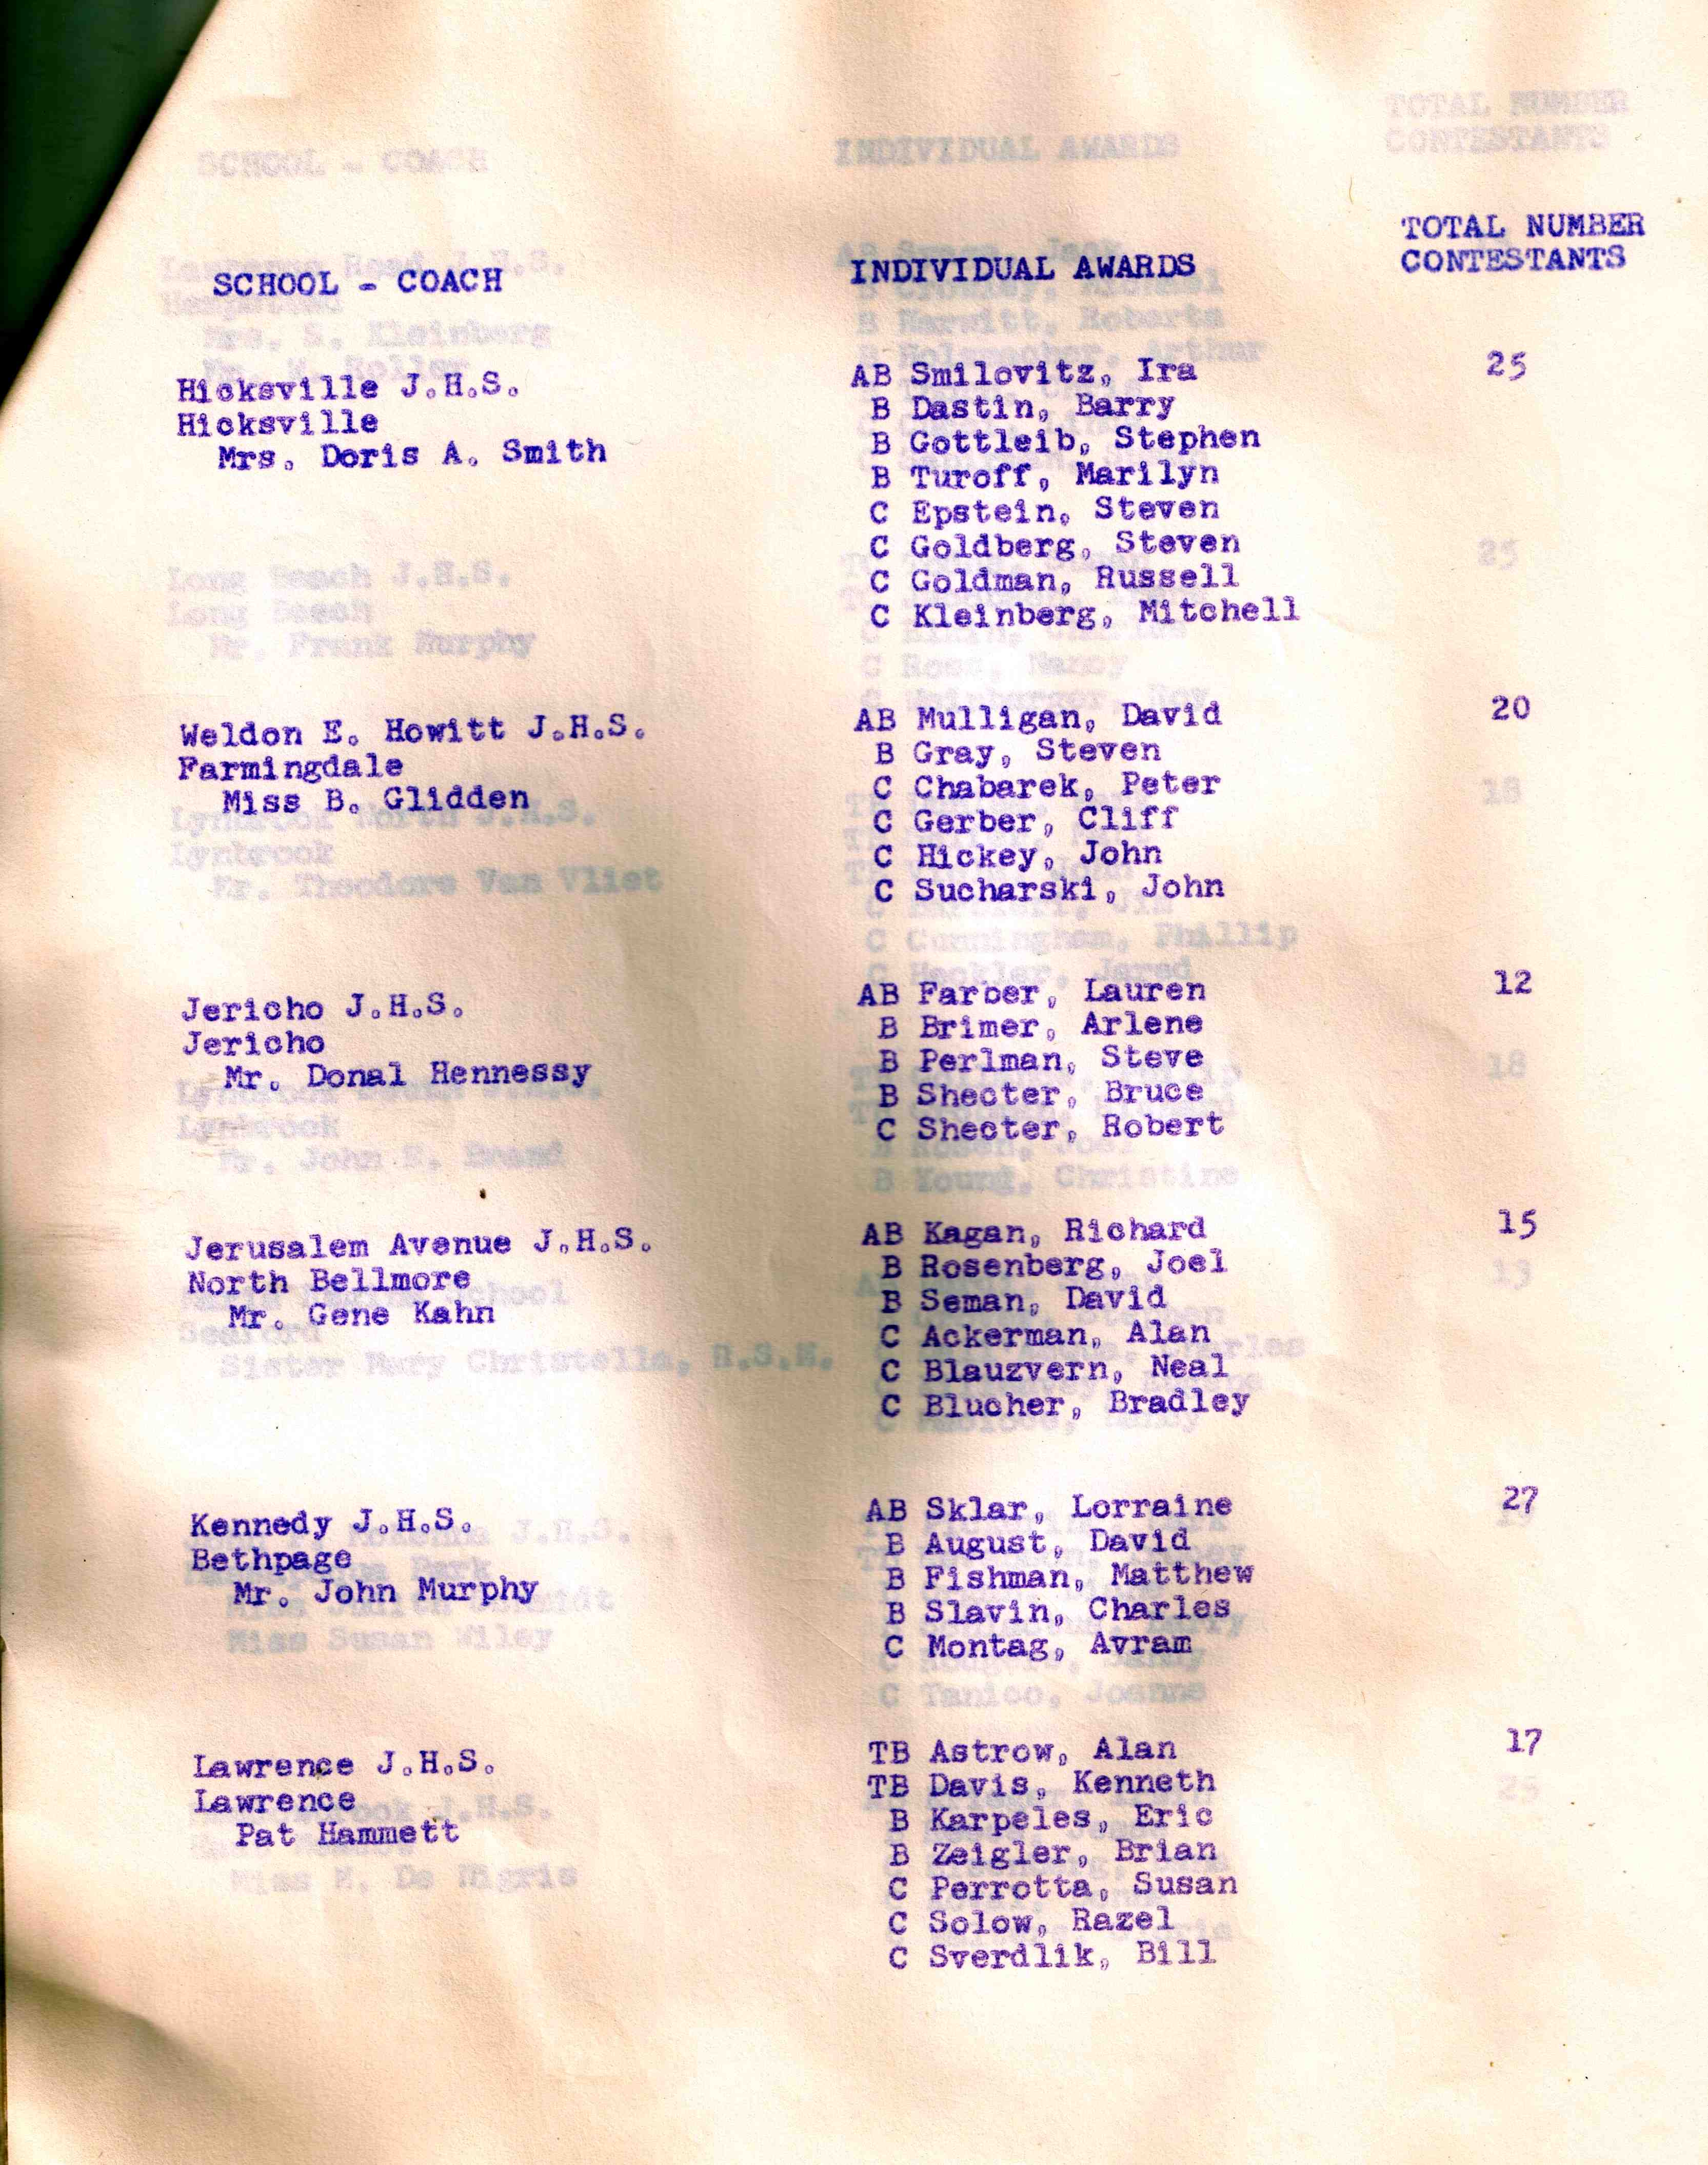 TOTAL NUMBER
CONTESTANTS
SCHOOL - COACH
INDIVIDUAL AWARDS
Hicksville J.H.S.
Hicksville
Mrs. Doris A. Smith
AB Smilovitz, Ira
B Dastin, Barry
B Gottleib, Stephen
B Turoff, Marilyn
C Epstein, Steven
C Goldberg, Steven
C Goldman, Russell
C Kleinberg, Mitchell
25
Weldon E. Howitt J.H.S.
Farmingdale
Miss B. Glidden
AB Mulligan, David
B Gray, Steven
C Chabarek, Peter
C Gerber, Cliff
C Hickey, John
C Sucharski, John
20
Jericho J.H.S.
Jericho
Mr. Donal Hennessy
AB Farber, Lauren
B Brimer, Arlene
B Perlman, Steve
B Shecter, Bruce
C Shecter, Robert
12
Jerusalem Avenue J.H.S.
North Bellmore
Mr. Gene Kahn
AB Kagan, Richard
B Rosenberg, Joel
B Seman, David
C Ackerman, Alan
C Blauzvern, Neal
C Blucher, Bradley
15
Kennedy J.H.S.
Bethpage
Mr. John Murphy
AB Sklar, Lorraine
B August, David
B Fishman, Matthew
B Slavin, Charles
C Montag, Avram
27
Lawrence J.H.S.
Lawrence
Pat Hammett
TB Astrow, Alan
TB Davis, Kenneth
B Karpeles, Eric
B Zeigler, Brian
C Perrotta, Susan
C Solow, Razel
C Sverdlik, Bill
17